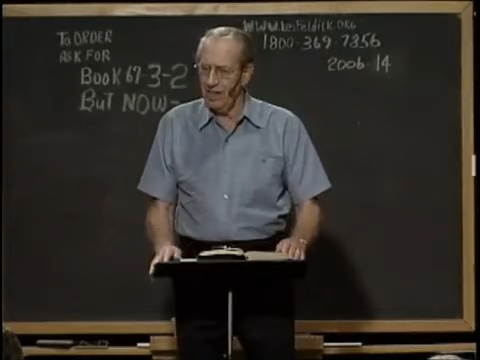 To ORDER
ASK FOR
BOOK 67-3-2
BUT NOW-
WWW.LESFELDICK.ORG
1800-369-7856
2006-14